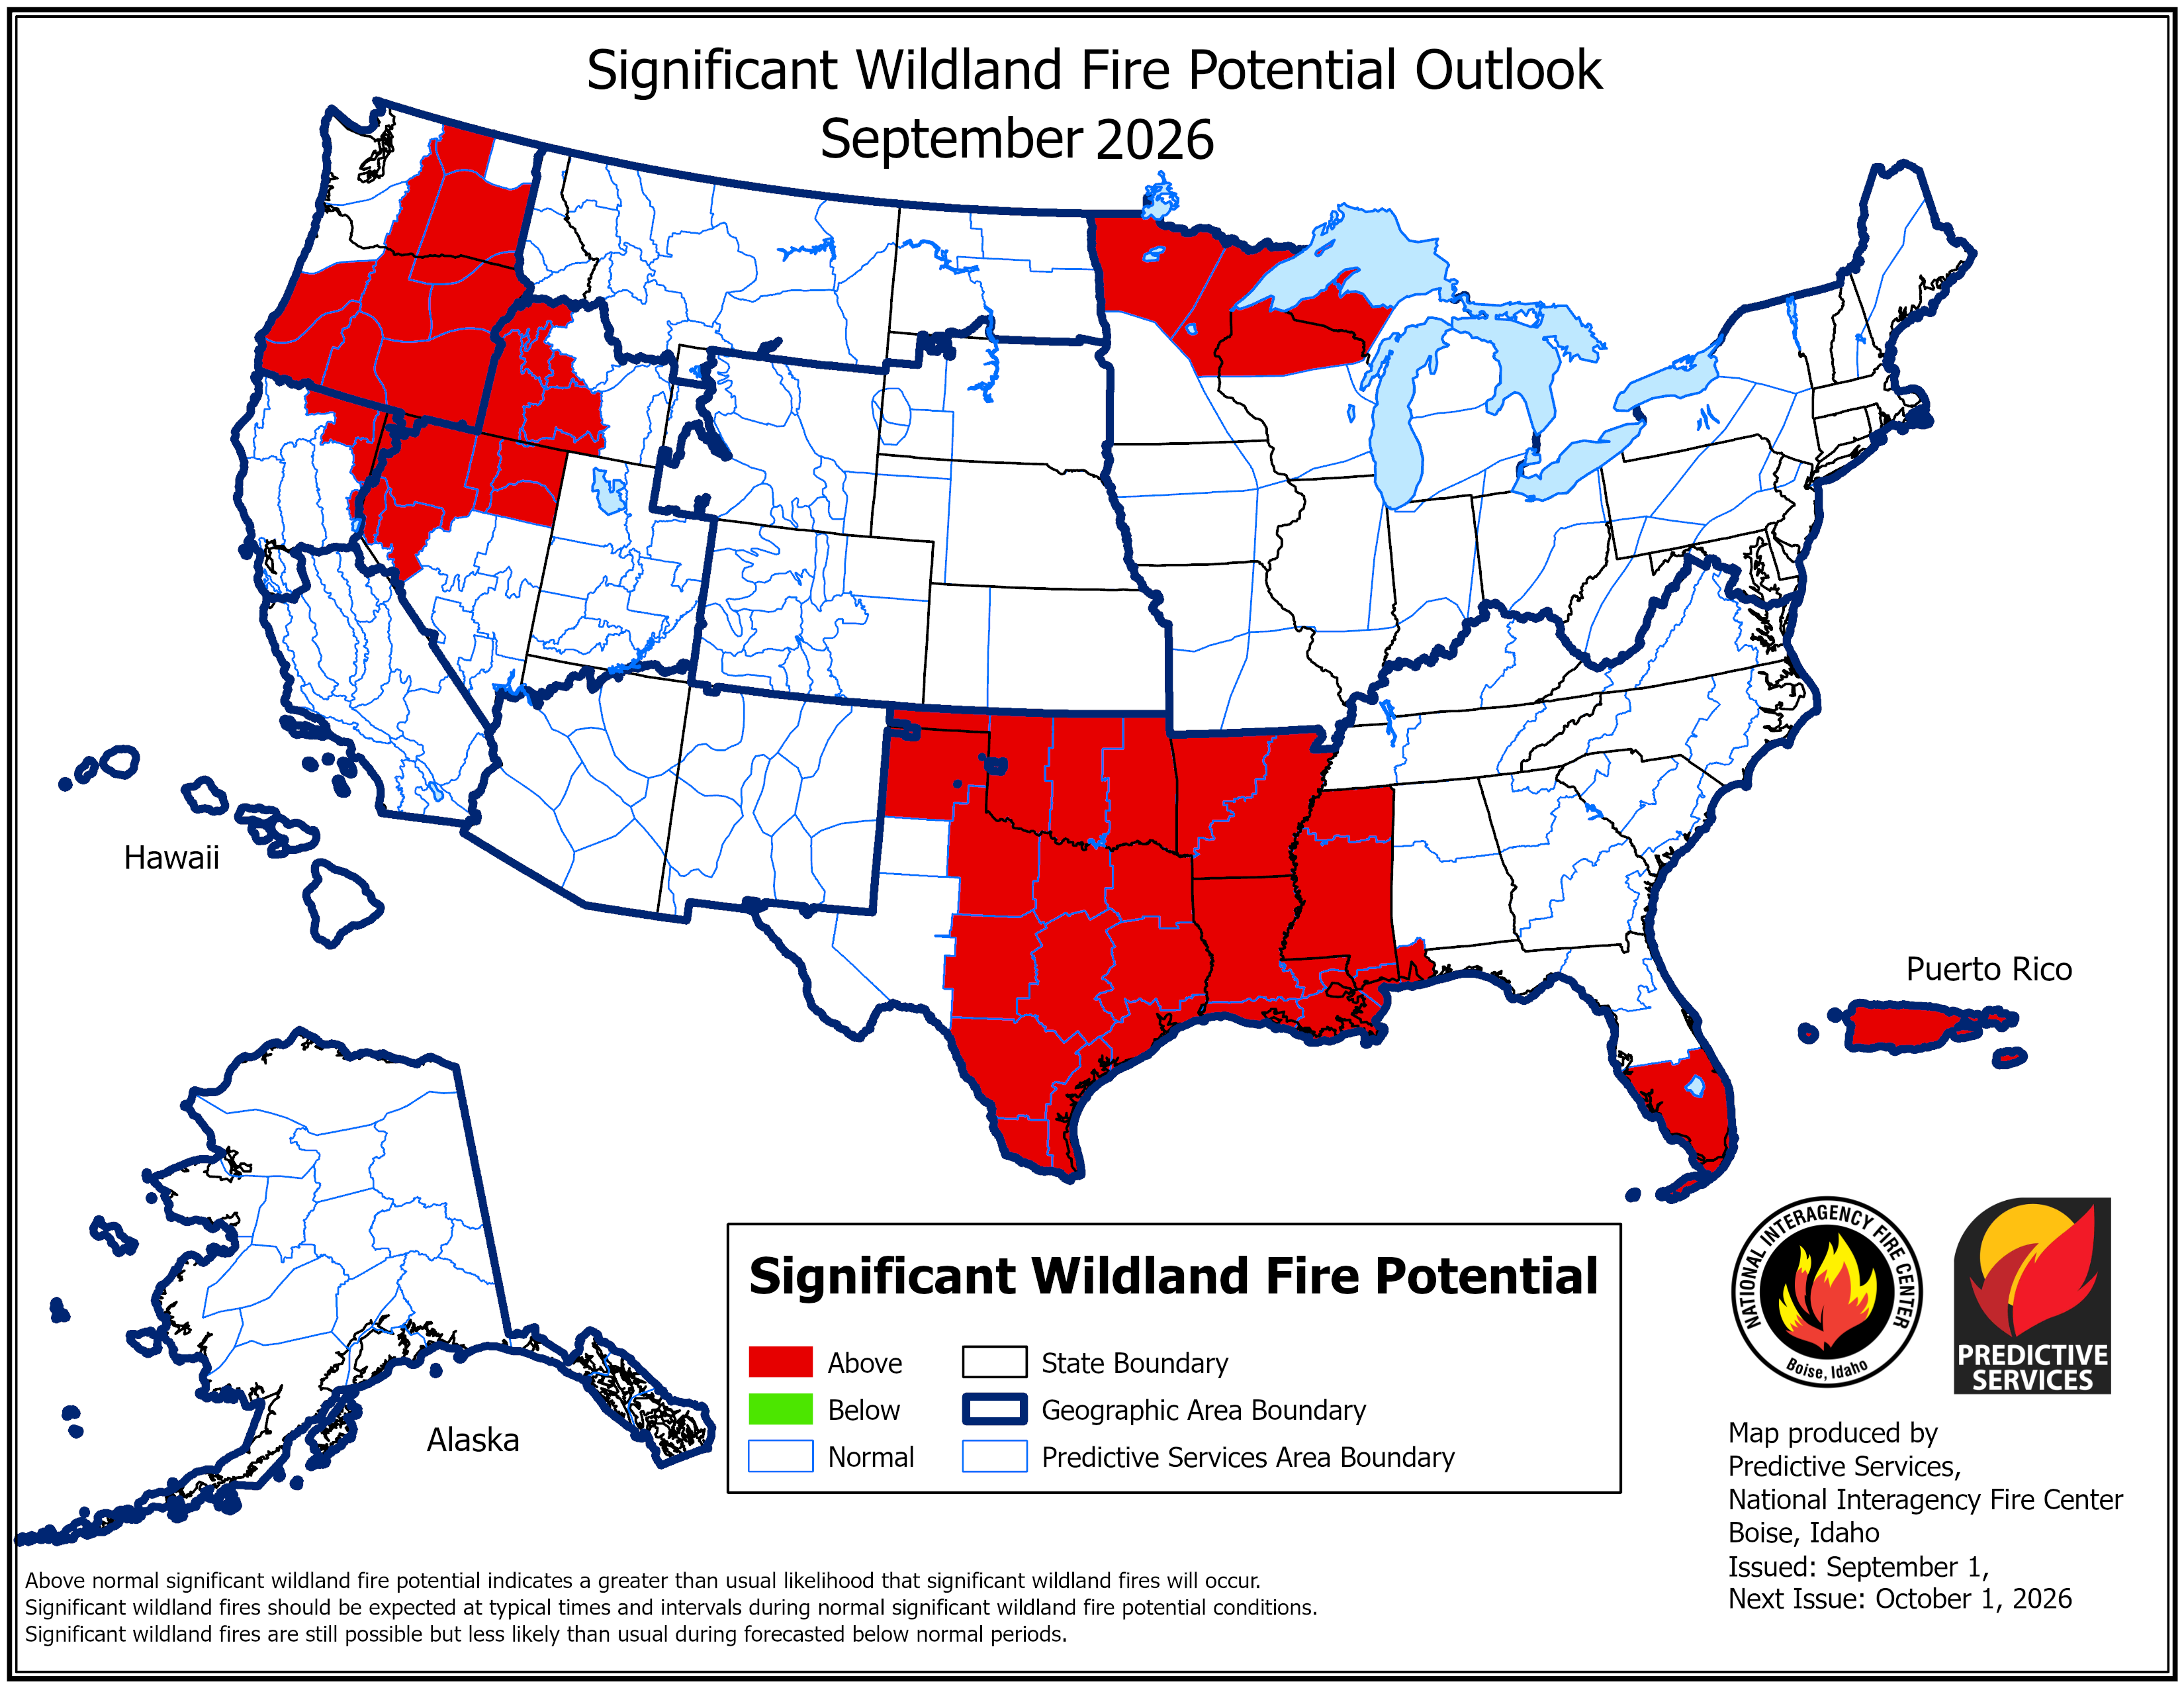 Significant Wildland Fire Potential Outlook
September 2026
Hawaii
Puerto Rico
Alaska
Significant Wildland Fire Potential
Above
State Boundary
Below
Geographic Area Boundary
Normal
Predictive Services Area Boundary
NATIONAL INTERAGENCY FIRE CENTER
Boise, Idaho
PREDICTIVE
SERVICES
Map produced by
Predictive Services,
National Interagency Fire Center
Boise, Idaho
Issued: September 1,
Next Issue: October 1, 2026
Above normal significant wildland fire potential indicates a greater than usual likelihood that significant wildland fires will occur.
Significant wildland fires should be expected at typical times and intervals during normal significant wildland fire potential conditions.
Significant wildland fires are still possible but less likely than usual during forecasted below normal periods.